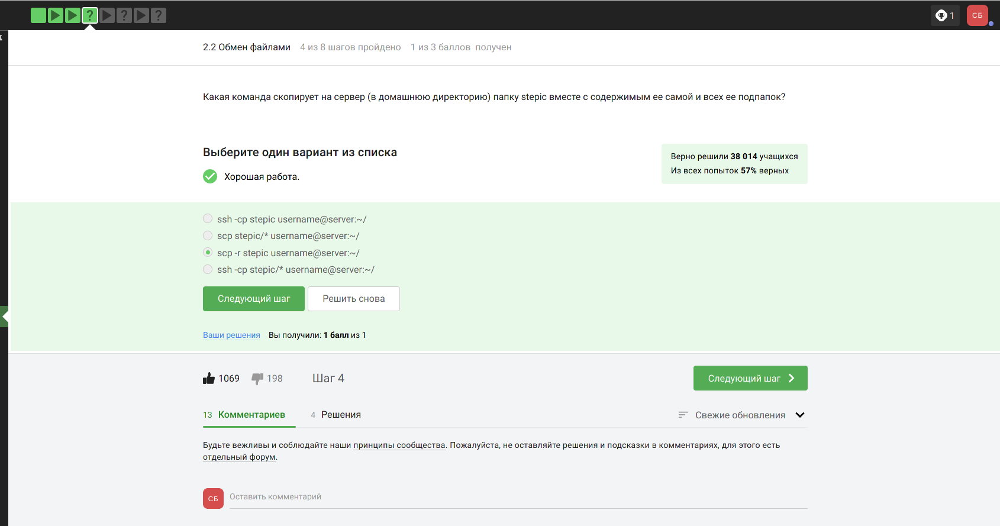 1
СБ
2.2 Обмен файлами 4 из 8 шагов пройдено 1 из 3 баллов получен
Какая команда скопирует на сервер (в домашнюю директорию) папку stepic вместе с содержимым ее самой и всех ее подпапок?
Выберите один вариант из списка
Хорошая работа.
Верно решили 38 014 учащихся
Из всех попыток 57% верных
ssh -cp stepic username@server:~/
scp stepic/* username@server:~/
scp -r stepic username@server:~/
ssh -cp stepic/* username@server:~/
Следующий шаг Решить снова
Ваши решения Вы получили: 1 балл из 1
1069 198 Шаг 4 Следующий шаг
13 Комментариев 4 Решения Свежие обновления
Будьте вежливы и соблюдайте наши принципы сообщества. Пожалуйста, не оставляйте решения и подсказки в комментариях, для этого есть
отдельный форум.
СБ Оставить комментарий